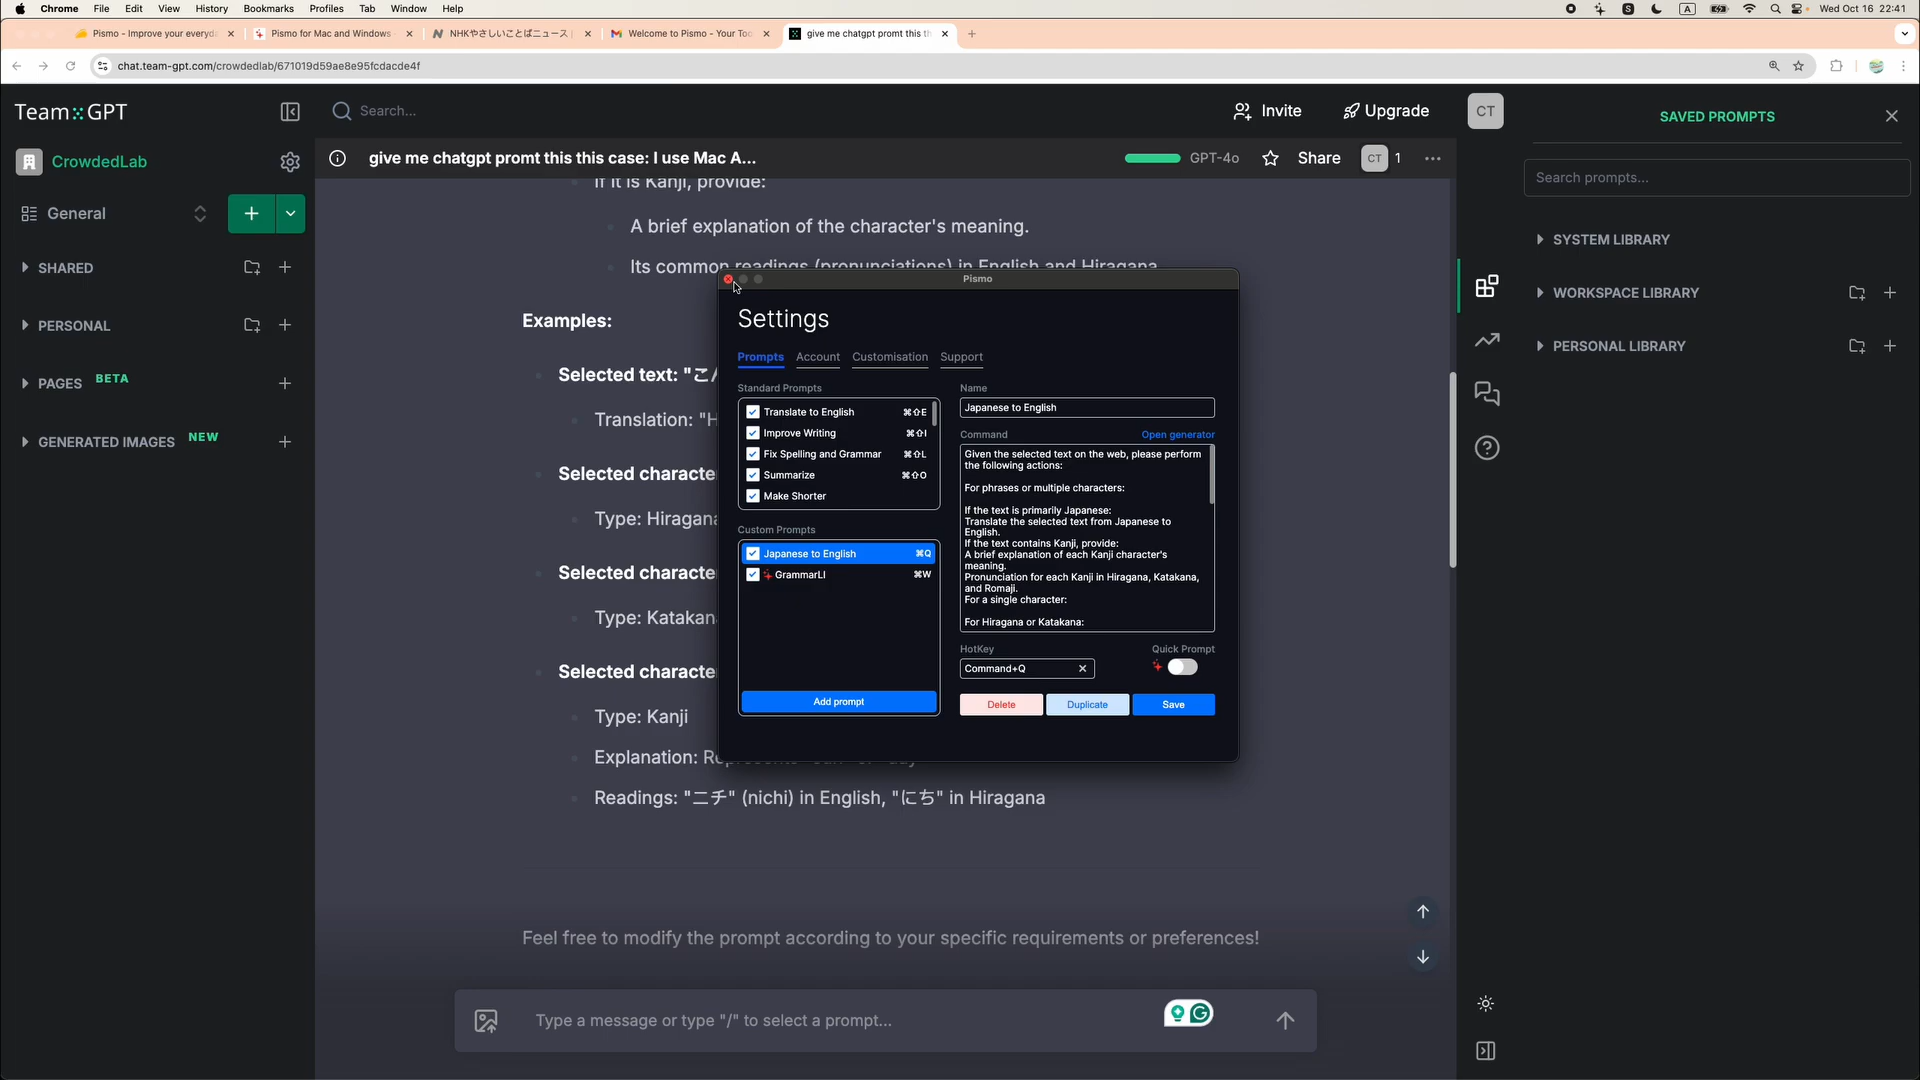 Chrome File Edit View History Bookmarks Profiles Tab Window Help
A Wed Oct 16 22:41
Pismo - Improve your everyda
Pismo for Mac and Windows
NHKやさしいことばニュース
Welcome to Pismo - Your Too
give me chatgpt promt this th
chat.team-gpt.com/crowdedlab/671019d59ae8e95fcdacde4f
Team GPT
Search...
Invite
Upgrade
CT
SAVED PROMPTS
CrowdedLab
give me chatgpt promt this this case: I use Mac A...
GPT-4o
Share
CT 1
Search prompts...
General
SHARED
PERSONAL
PAGES BETA
GENERATED IMAGES NEW
SYSTEM LIBRARY
WORKSPACE LIBRARY
PERSONAL LIBRARY
If it is Kanji, provide:
A brief explanation of the character's meaning.
Its common readings (pronunciations) in English and Hiragana
Examples:
Selected text: "こ
Translation: "H
Selected characte
Type: Hiragana
Selected characte
Type: Katakan
Selected characte
Type: Kanji
Explanation:
Readings: "ニチ" (nichi) in English, "にち" in Hiragana
Feel free to modify the prompt according to your specific requirements or preferences!
Type a message or type "/" to select a prompt...
Pismo
Settings
Prompts Account Customisation Support
Standard Prompts
Translate to English ⌘⇧E
Improve Writing ⌘⇧I
Fix Spelling and Grammar ⌘⇧L
Summarize ⌘⇧O
Make Shorter
Custom Prompts
Japanese to English ⌘Q
GrammarLI ⌘W
Add prompt
Name
Japanese to English
Command Open generator
Given the selected text on the web, please perform
the following actions:
For phrases or multiple characters:
If the text is primarily Japanese:
Translate the selected text from Japanese to
English.
If the text contains Kanji, provide:
A brief explanation of each Kanji character's
meaning.
Pronunciation for each Kanji in Hiragana, Katakana,
and Romaji.
For a single character:
For Hiragana or Katakana:
HotKey Quick Prompt
Command+Q
Delete Duplicate Save